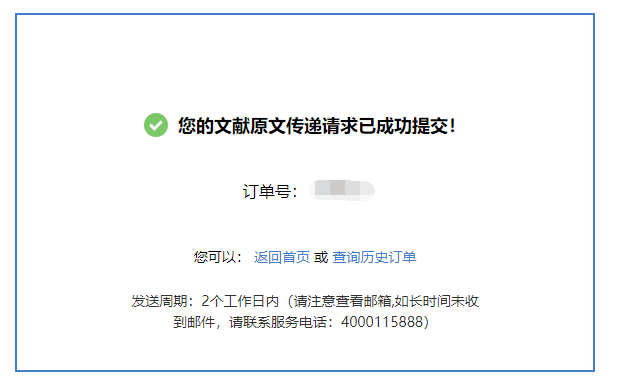 您的文献原文传递请求已成功提交！
订单号：
您可以： 返回首页 或 查询历史订单
发送周期：2个工作日内（请注意查看邮箱,如长时间未收
到邮件，请联系服务电话：4000115888）